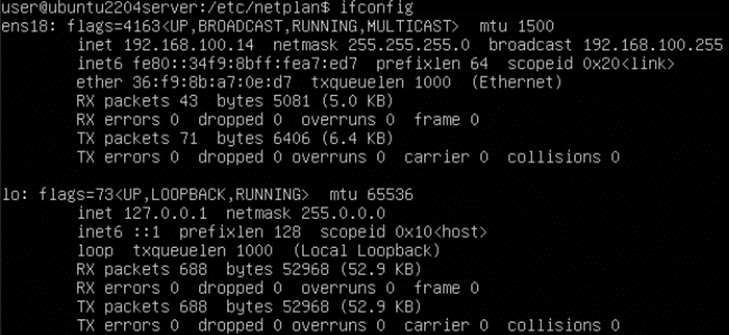 user@ubuntu2204server:/etc/netplan$ ifconfig
ens18: flags=4163<UP,BROADCAST,RUNNING,MULTICAST>  mtu 1500
        inet 192.168.100.14  netmask 255.255.255.0  broadcast 192.168.100.255
        inet6 fe80::34f9:8bff:fea7:ed7  prefixlen 64  scopeid 0x20<link>
        ether 36:f9:8b:a7:0e:d7  txqueuelen 1000  (Ethernet)
        RX packets 43  bytes 5081 (5.0 KB)
        RX errors 0  dropped 0  overruns 0  frame 0
        TX packets 71  bytes 6406 (6.4 KB)
        TX errors 0  dropped 0 overruns 0  carrier 0  collisions 0

lo: flags=73<UP,LOOPBACK,RUNNING>  mtu 65536
        inet 127.0.0.1  netmask 255.0.0.0
        inet6 ::1  prefixlen 128  scopeid 0x10<host>
        loop  txqueuelen 1000  (Local Loopback)
        RX packets 688  bytes 52968 (52.9 KB)
        RX errors 0  dropped 0  overruns 0  frame 0
        TX packets 688  bytes 52968 (52.9 KB)
        TX errors 0  dropped 0 overruns 0  carrier 0  collisions 0